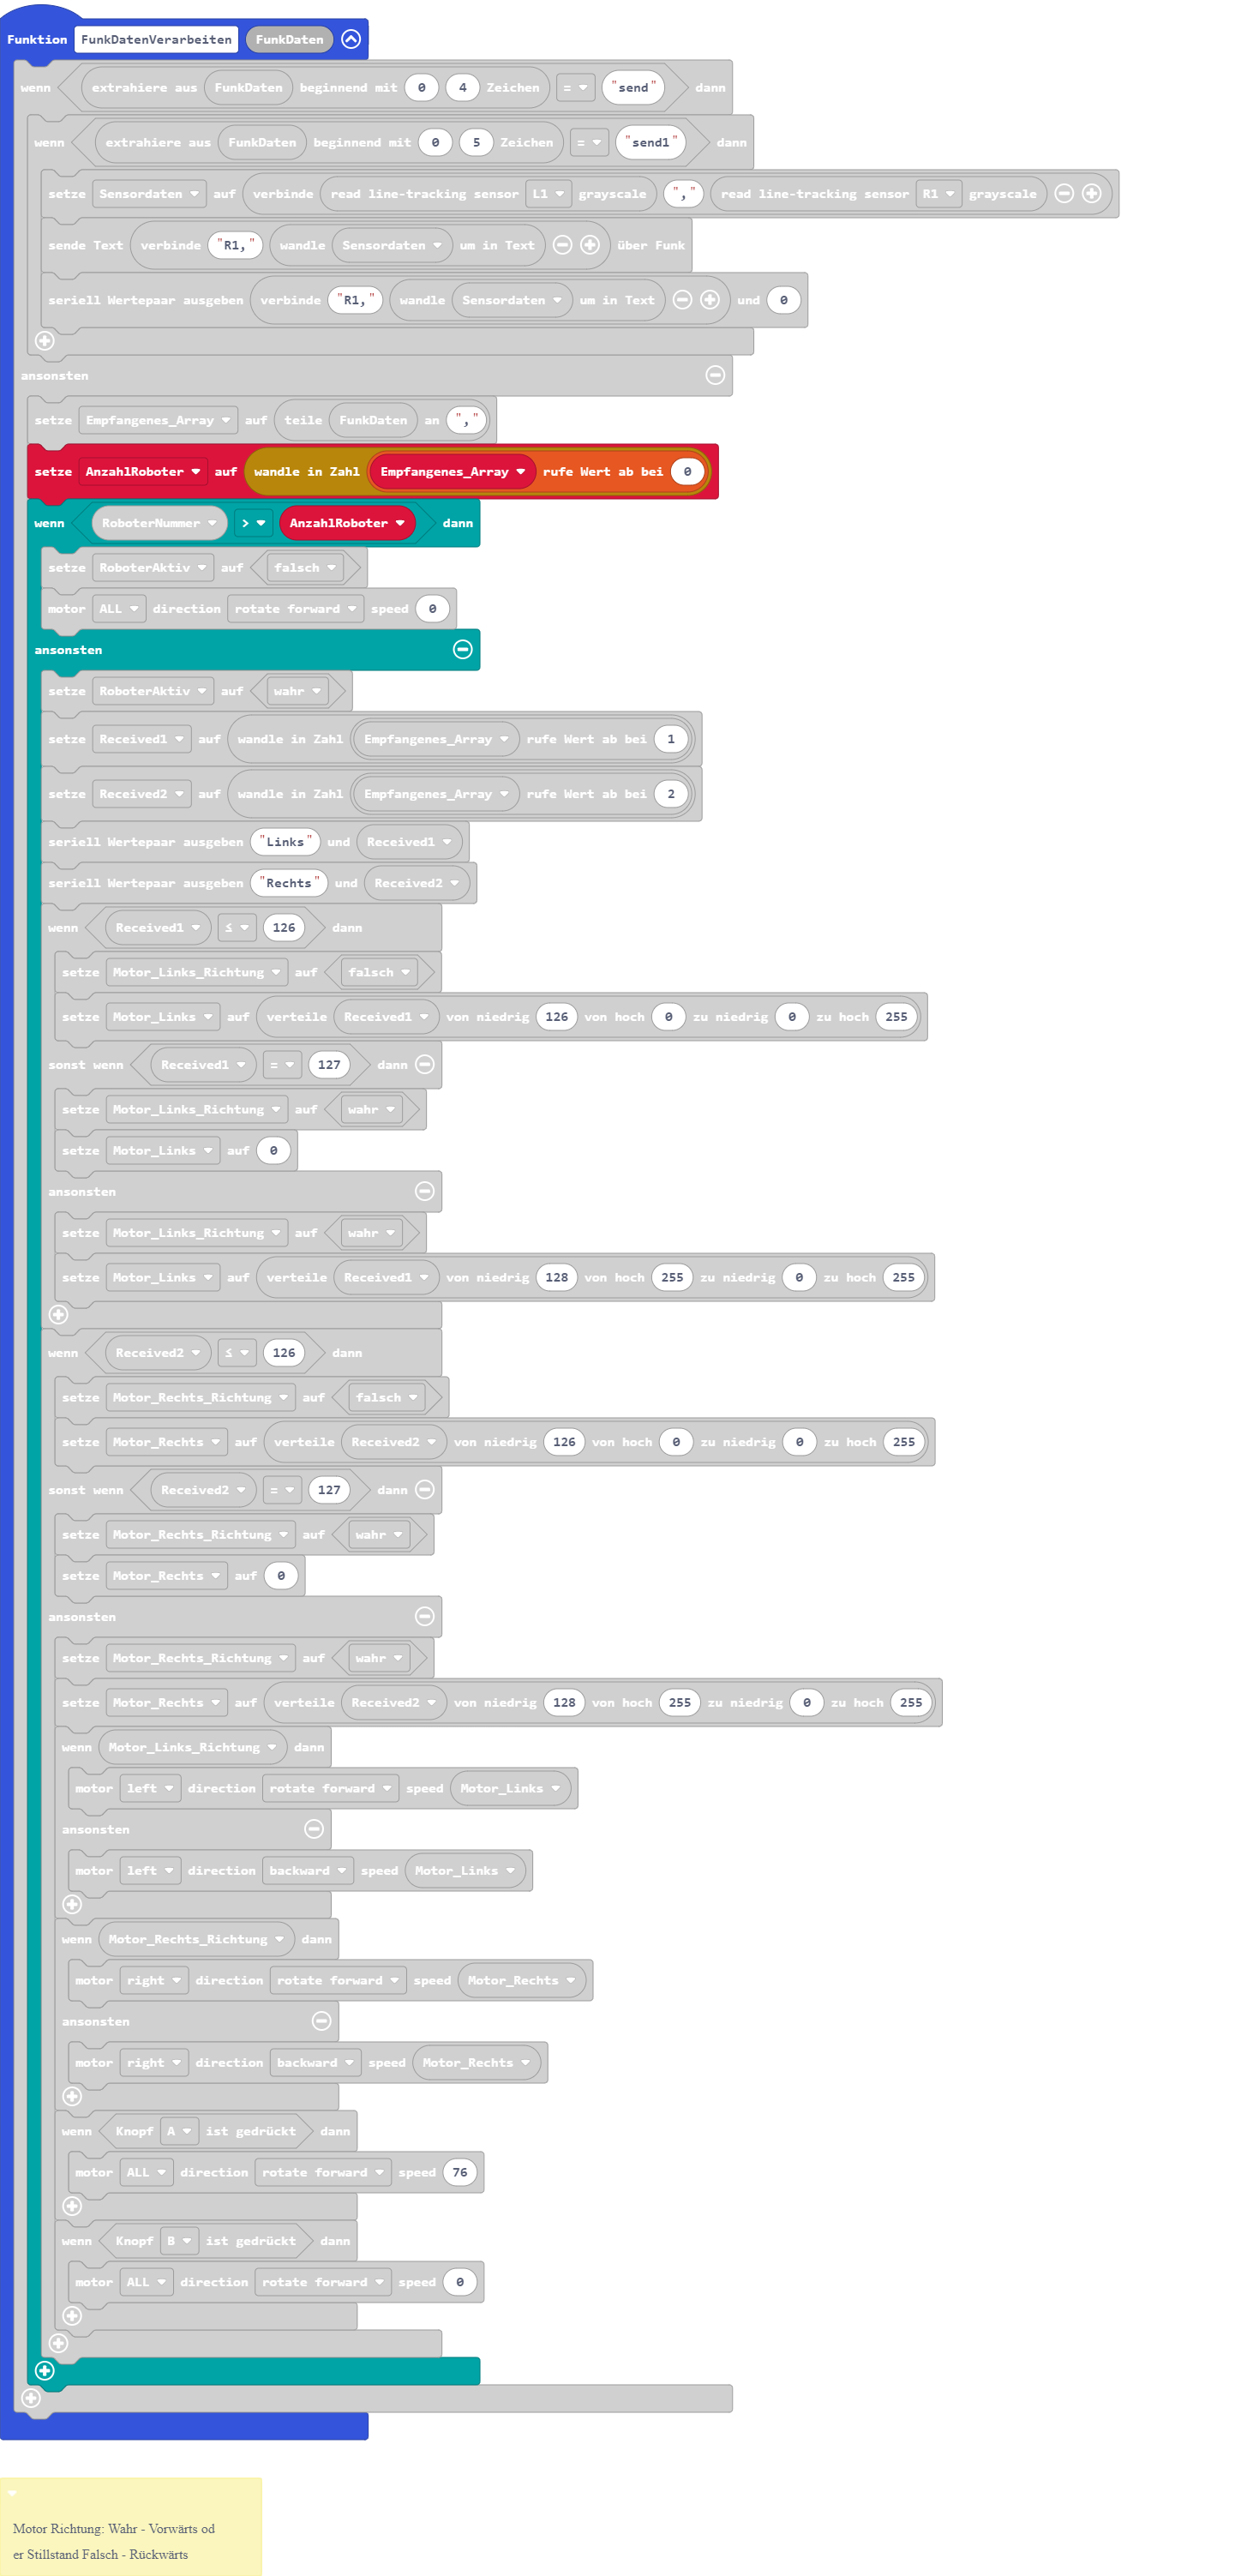 Funktion FunkDatenVerarbeiten FunkDaten
wenn extrahiere aus FunkDaten beginnend mit 0 4 Zeichen = "send" dann
wenn extrahiere aus FunkDaten beginnend mit 0 5 Zeichen = "send1" dann
setze Sensordaten auf verbinde read line-tracking sensor L1 grayscale "," read line-tracking sensor R1 grayscale
sende Text verbinde "R1," wandle Sensordaten um in Text über Funk
seriell Wertepaar ausgeben verbinde "R1," wandle Sensordaten um in Text und 0
ansonsten
setze Empfangenes_Array auf teile FunkDaten an ","
setze AnzahlRoboter auf wandle in Zahl Empfangenes_Array rufe Wert ab bei 0
wenn RoboterNummer > AnzahlRoboter dann
setze RoboterAktiv auf falsch
motor ALL direction rotate forward speed 0
ansonsten
setze RoboterAktiv auf wahr
setze Received1 auf wandle in Zahl Empfangenes_Array rufe Wert ab bei 1
setze Received2 auf wandle in Zahl Empfangenes_Array rufe Wert ab bei 2
seriell Wertepaar ausgeben "Links" und Received1
seriell Wertepaar ausgeben "Rechts" und Received2
wenn Received1 ≤ 126 dann
setze Motor_Links_Richtung auf falsch
setze Motor_Links auf verteile Received1 von niedrig 126 von hoch 0 zu niedrig 0 zu hoch 255
sonst wenn Received1 = 127 dann
setze Motor_Links_Richtung auf wahr
setze Motor_Links auf 0
ansonsten
setze Motor_Links_Richtung auf wahr
setze Motor_Links auf verteile Received1 von niedrig 128 von hoch 255 zu niedrig 0 zu hoch 255
wenn Received2 ≤ 126 dann
setze Motor_Rechts_Richtung auf falsch
setze Motor_Rechts auf verteile Received2 von niedrig 126 von hoch 0 zu niedrig 0 zu hoch 255
sonst wenn Received2 = 127 dann
setze Motor_Rechts_Richtung auf wahr
setze Motor_Rechts auf 0
ansonsten
setze Motor_Rechts_Richtung auf wahr
setze Motor_Rechts auf verteile Received2 von niedrig 128 von hoch 255 zu niedrig 0 zu hoch 255
wenn Motor_Links_Richtung dann
motor left direction rotate forward speed Motor_Links
ansonsten
motor left direction backward speed Motor_Links
wenn Motor_Rechts_Richtung dann
motor right direction rotate forward speed Motor_Rechts
ansonsten
motor right direction backward speed Motor_Rechts
wenn Knopf A ist gedrückt dann
motor ALL direction rotate forward speed 76
wenn Knopf B ist gedrückt dann
motor ALL direction rotate forward speed 0
Motor Richtung: Wahr - Vorwärts od
er Stillstand Falsch - Rückwärts